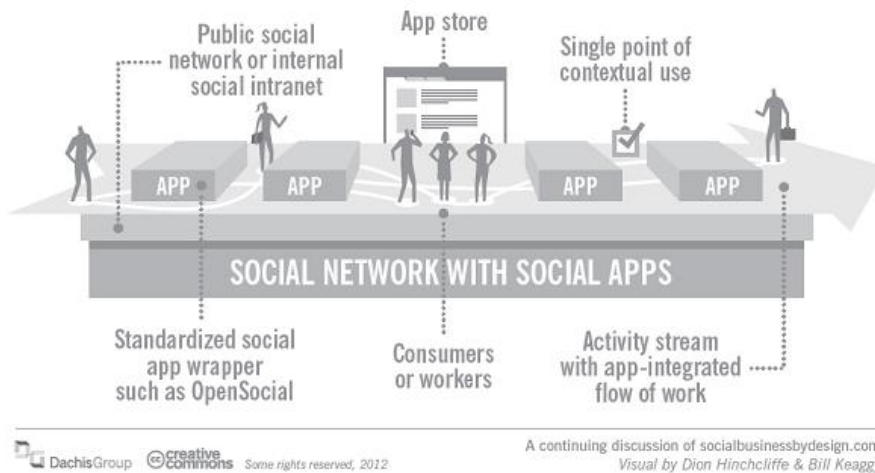 Public social
network or internal
social intranet
App store
Single point of
contextual use
APP
APP
APP
APP
SOCIAL NETWORK WITH SOCIAL APPS
Standardized social
app wrapper
such as OpenSocial
Consumers
or workers
Activity stream
with app-integrated
flow of work
DachisGroup
cc creative
commons
Some rights reserved, 2012
A continuing discussion of socialbusinessbydesign.com
Visual by Dion Hinchcliffe & Bill Keagg